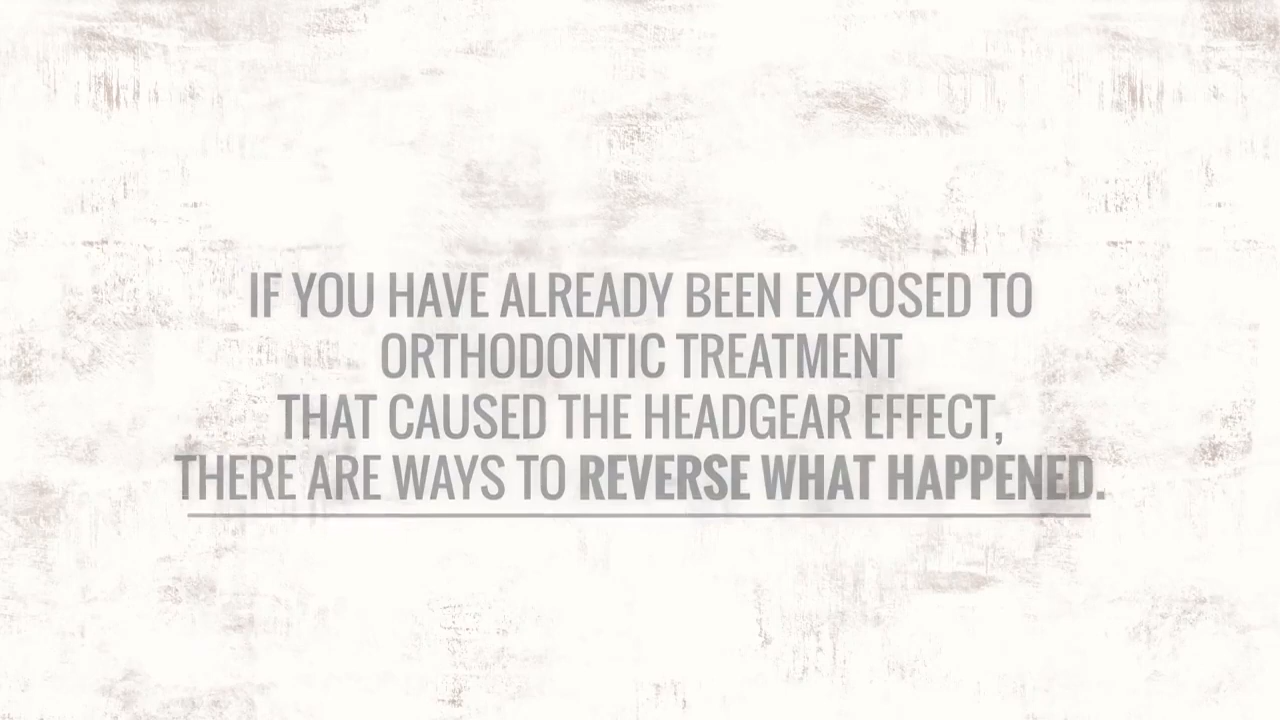 IF YOU HAVE ALREADY BEEN EXPOSED TO
ORTHODONTIC TREATMENT
THAT CAUSED THE HEADGEAR EFFECT,
THERE ARE WAYS TO REVERSE WHAT HAPPENED.